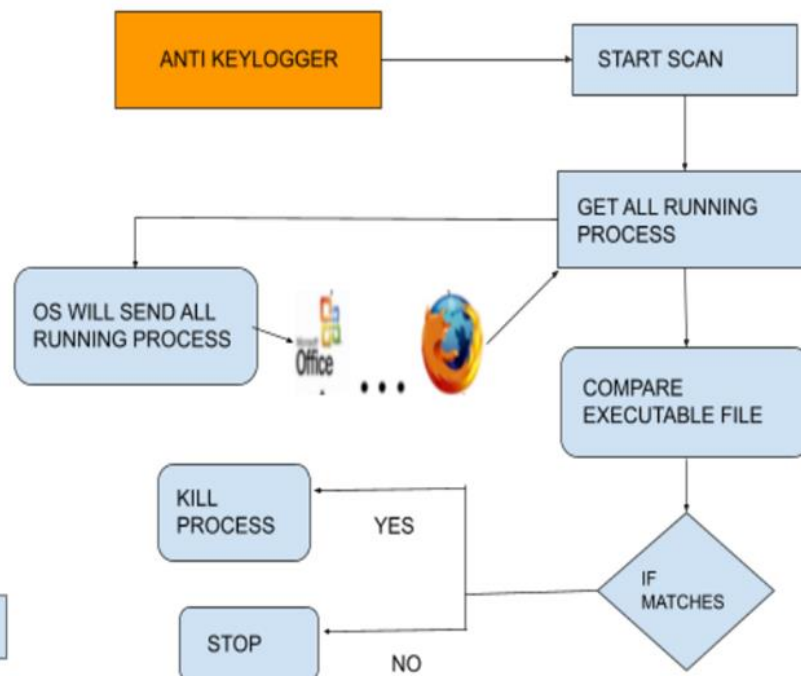 ANTI KEYLOGGER
START SCAN
GET ALL RUNNING
PROCESS
OS WILL SEND ALL
RUNNING PROCESS
Microsoft
Office
COMPARE
EXECUTABLE FILE
KILL
PROCESS
YES
IF
MATCHES
STOP
NO